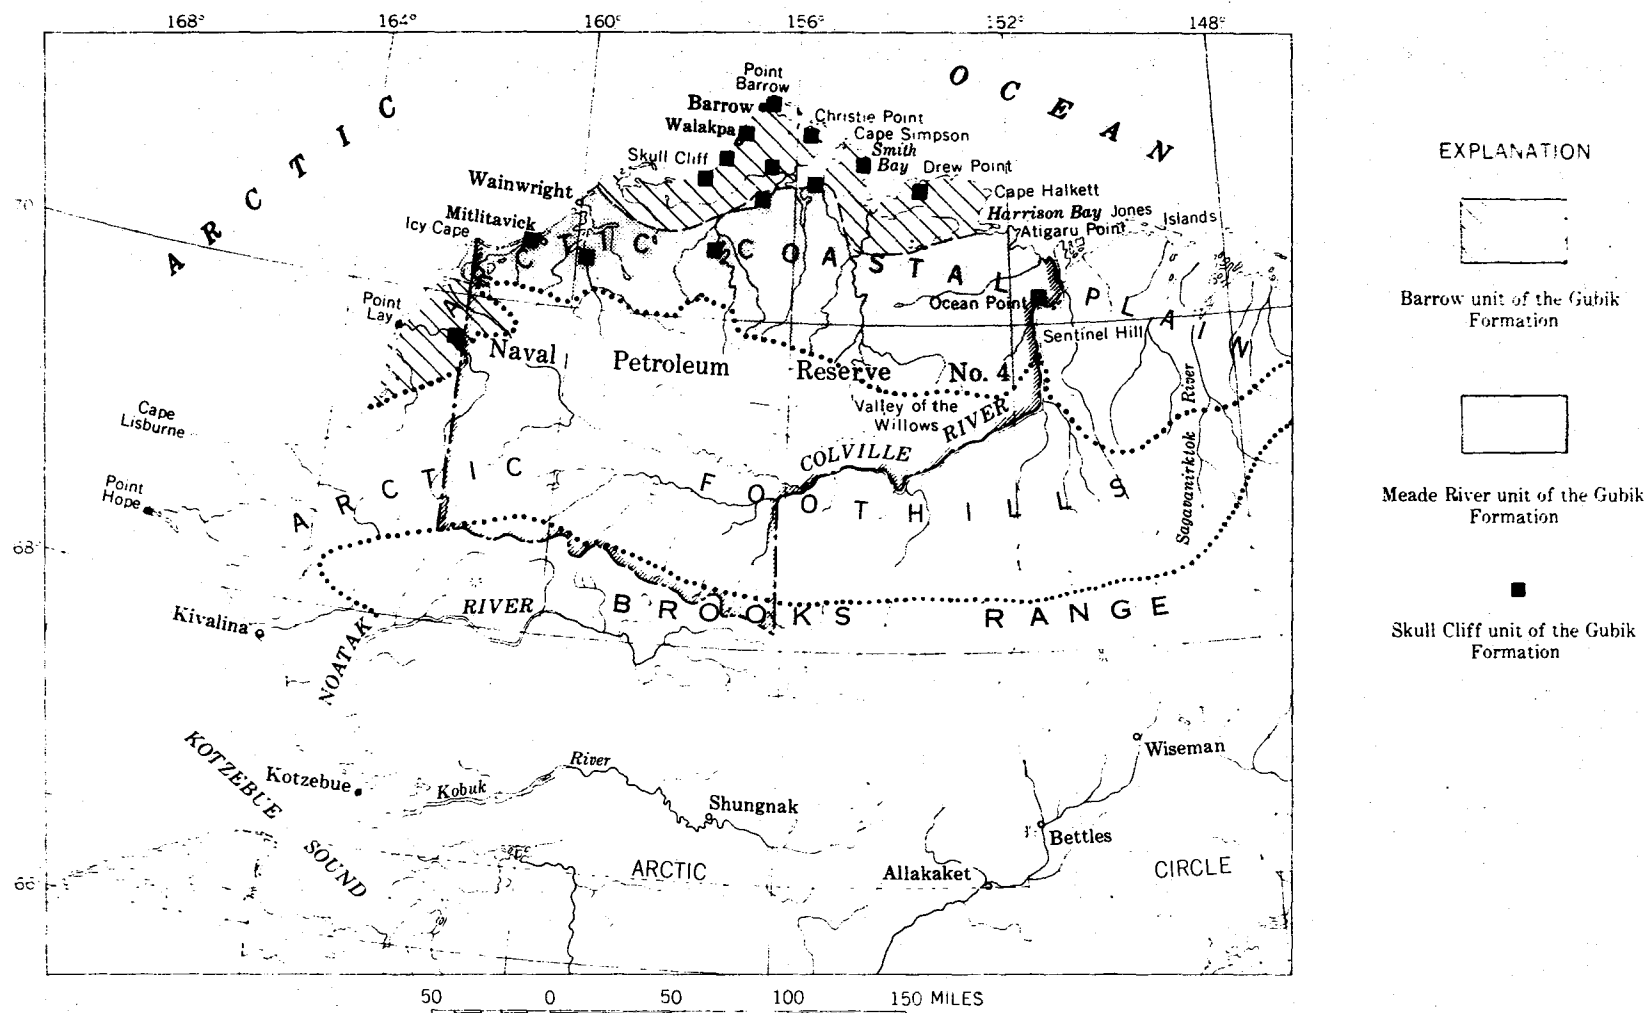 168°
164°
160°
156°
152°
148°
ARCTIC
OCEAN
Point
Barrow
Barrow
Christie Point
Walakpa
Cape Simpson
Skull Cliff
Smith
Bay
Drew Point
Wainwright
Cape Halkett
70
Mitlitavick
Harrison Bay
Jones
Islands
Icy Cape
Atigaru Point
ARCTIC COASTAL PLAIN
Point
Lay
Ocean Point
Sentinel Hill
Naval Petroleum Reserve No. 4
Cape
Lisburne
Valley of the
Willows
COLVILLE RIVER
Saganairktok River
ARCTIC FOOTHILLS
Point
Hope
68°
Kivalina
NOATAK RIVER
BROOKS RANGE
KOTZEBUE
SOUND
Kotzebue
Kobuk River
Shungnak
Wiseman
Bettles
Allakaket
ARCTIC CIRCLE
66°
50 0 50 100 150 MILES
EXPLANATION
Barrow unit of the Gubik
Formation
Meade River unit of the Gubik
Formation
Skull Cliff unit of the Gubik
Formation